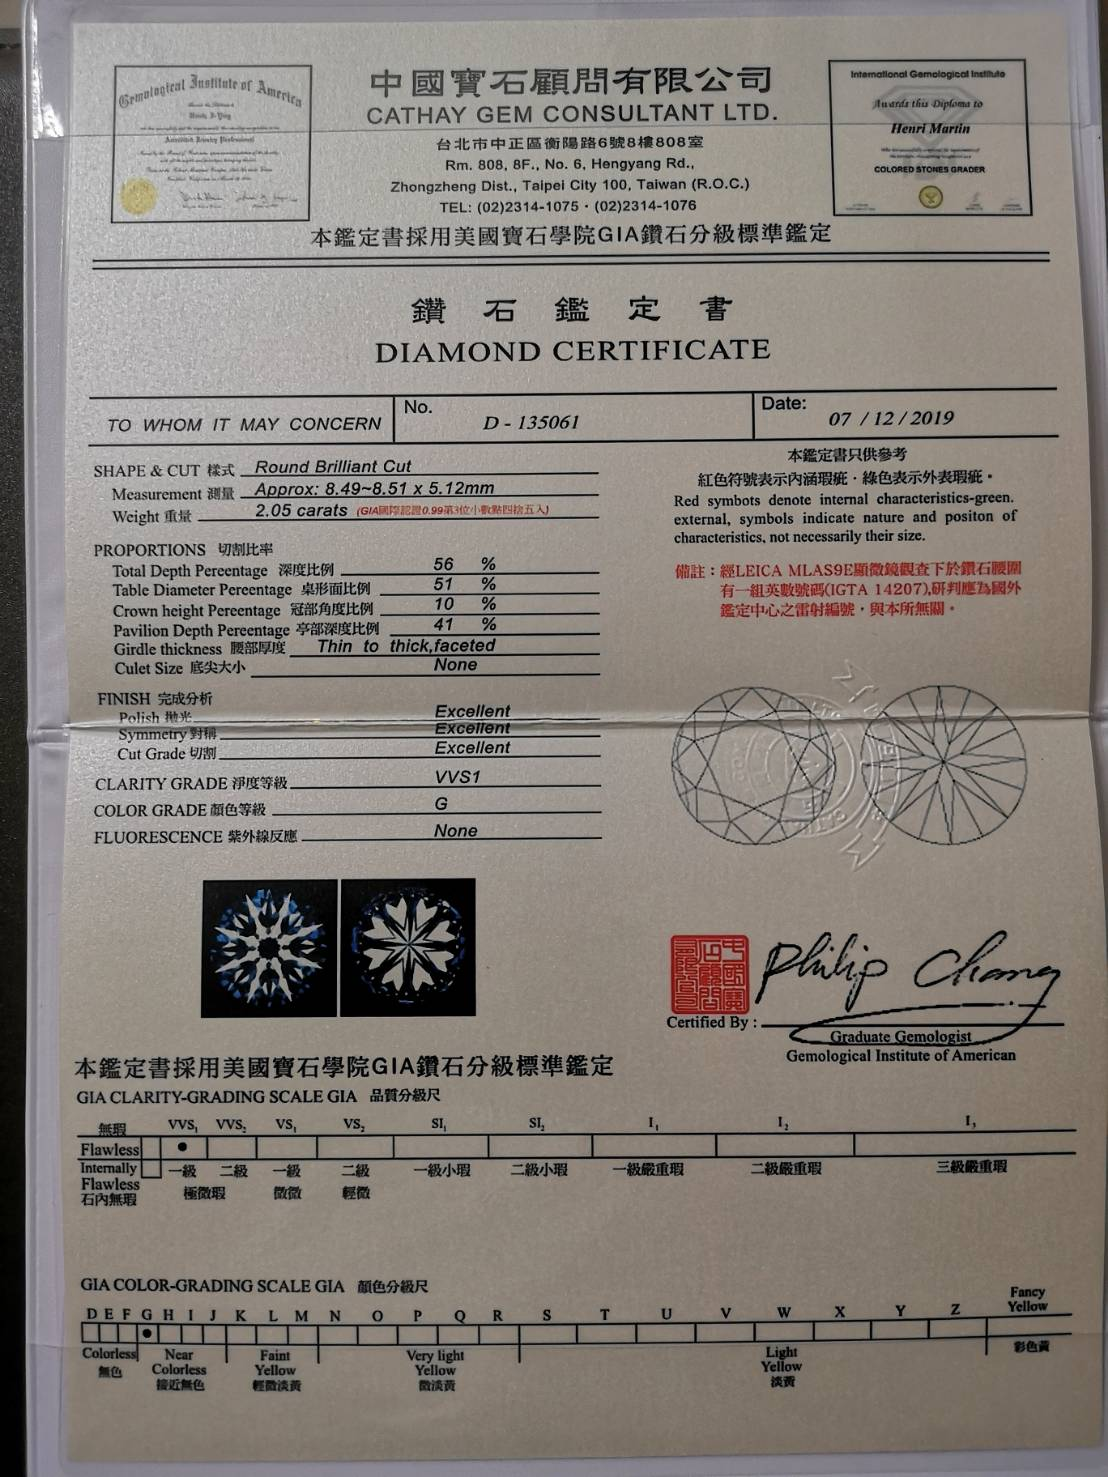 Gemological Institute of America
中國寶石顧問有限公司
CATHAY GEM CONSULTANT LTD.
台北市中正區衡陽路6號8樓808室
Rm. 808, 8F., No. 6, Hengyang Rd.,
Zhongzheng Dist., Taipei City 100, Taiwan (R.O.C.)
TEL: (02)2314-1075・(02)2314-1076
International Gemological Institute
Awards this Diploma to
Henri Martin
COLORED STONES GRADER
本鑑定書採用美國寶石學院GIA鑽石分級標準鑑定
鑽石鑑定書
DIAMOND CERTIFICATE
TO WHOM IT MAY CONCERN
No. D - 135061
Date: 07 / 12 / 2019
SHAPE & CUT 樣式 Round Brilliant Cut
Measurement 測量 Approx: 8.49~8.51 x 5.12mm
Weight 重量 2.05 carats (GIA國際認證0.99第3位小數點四捨五入)
PROPORTIONS 切割比率
Total Depth Pereentage 深度比例 56 %
Table Diameter Pereentage 桌形面比例 51 %
Crown height Pereentage 冠部角度比例 10 %
Pavilion Depth Pereentage 亭部深度比例 41 %
Girdle thickness 腰部厚度 Thin to thick,faceted
Culet Size 底尖大小 None
FINISH 完成分析
Polish 拋光 Excellent
Symmetry 對稱 Excellent
Cut Grade 切割 Excellent
CLARITY GRADE 淨度等級 VVS1
COLOR GRADE 顏色等級 G
FLUORESCENCE 紫外線反應 None
本鑑定書只供參考
紅色符號表示內涵瑕疵・綠色表示外表瑕疵。
Red symbols denote internal characteristics-green.
external, symbols indicate nature and positon of
characteristics, not necessarily their size.
備註：經LEICA MLAS9E顯微鏡觀查下於鑽石腰圍
有一組英數號碼(IGTA 14207),研判應為國外
鑑定中心之雷射編號，與本所無關。
Philip Chang
Certified By :
Graduate Gemologist
Gemological Institute of American
本鑑定書採用美國寶石學院GIA鑽石分級標準鑑定
GIA CLARITY-GRADING SCALE GIA 品質分級尺
無瑕 VVS1 VVS2 VS1 VS2 SI1 SI2 I1 I2 I3
Flawless
Internally 一級 二級 一級 二級 一級小瑕 二級小瑕 一級嚴重瑕 二級嚴重瑕 三級嚴重瑕
Flawless 極微瑕 微微 輕微
石內無瑕
GIA COLOR-GRADING SCALE GIA 顏色分級尺
D E F G H I J K L M N O P Q R S T U V W X Y Z Fancy Yellow
Colorless Near Colorless Faint Yellow Very light Yellow Light Yellow 彩色黃
無色 接近無色 輕微淡黃 微淡黃 淡黃